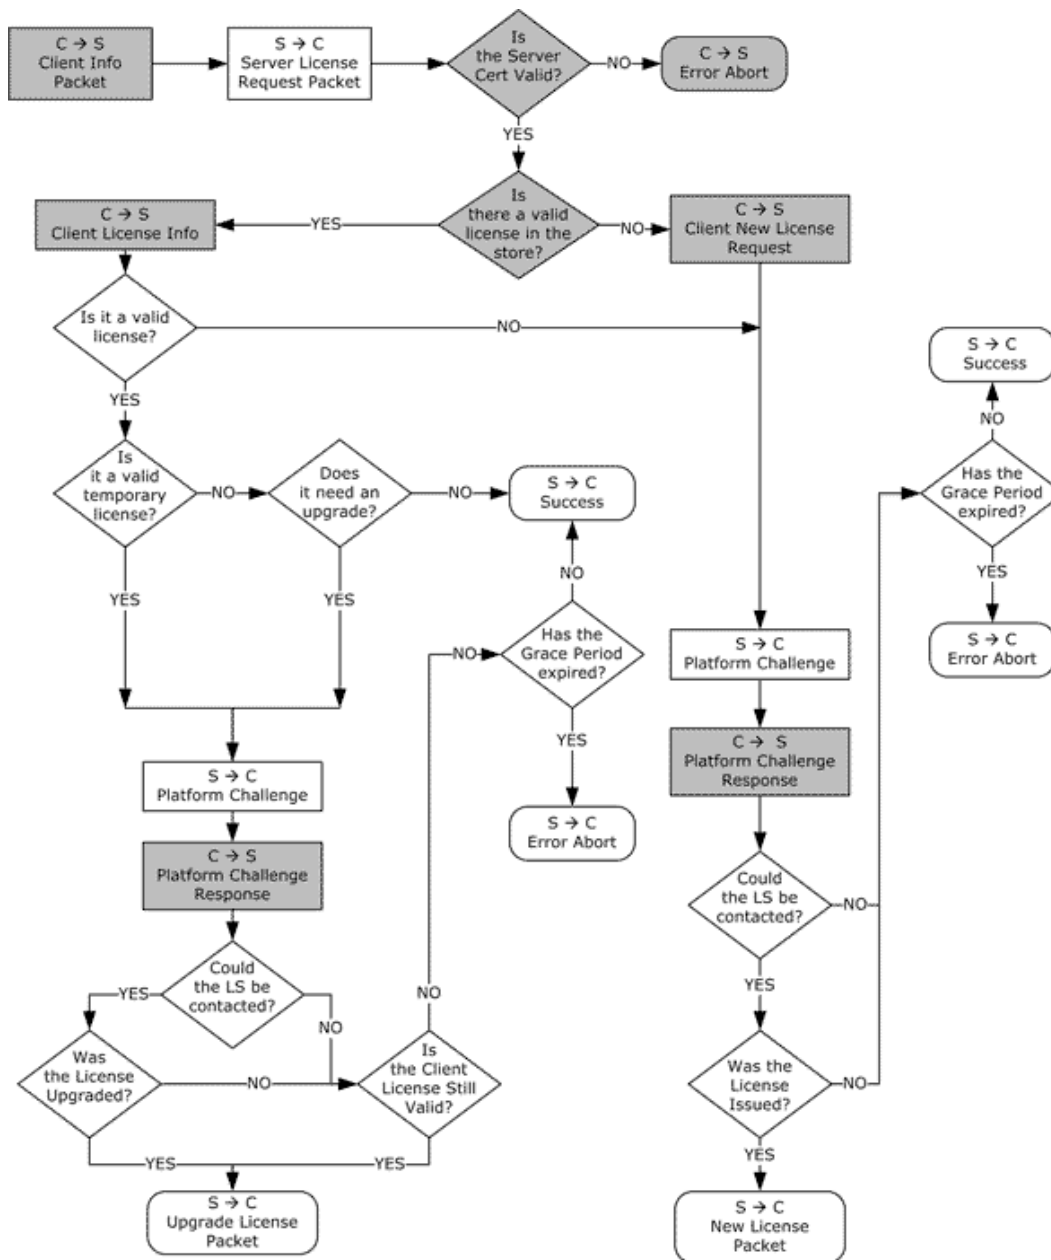 C → S
Client Info
Packet
S → C
Server License
Request Packet
Is
the Server
Cert Valid?
NO
C → S
Error Abort
YES
C → S
Client License Info
YES
Is
there a valid
license in the
store?
NO
C → S
Client New License
Request
Is it a valid
license?
NO
S → C
Success
YES
NO
Is
it a valid
temporary
license?
NO
Does
it need an
upgrade?
NO
S → C
Success
Has the
Grace Period
expired?
YES
YES
NO
YES
NO
Has the
Grace Period
expired?
S → C
Platform Challenge
S → C
Error Abort
YES
C → S
Platform Challenge
Response
S → C
Platform Challenge
S → C
Error Abort
C → S
Platform Challenge
Response
Could
the LS be
contacted?
NO
YES
Could
the LS be
contacted?
NO
NO
YES
Was
the License
Upgraded?
NO
Is
the Client
License Still
Valid?
Was the
License
Issued?
NO
YES
YES
YES
S → C
Upgrade License
Packet
S → C
New License
Packet